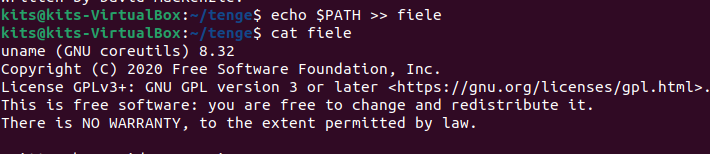 kits@kits-VirtualBox:~/tenge$ echo $PATH >> fiele
kits@kits-VirtualBox:~/tenge$ cat fiele
uname (GNU coreutils) 8.32
Copyright (C) 2020 Free Software Foundation, Inc.
License GPLv3+: GNU GPL version 3 or later <https://gnu.org/licenses/gpl.html>.
This is free software: you are free to change and redistribute it.
There is NO WARRANTY, to the extent permitted by law.